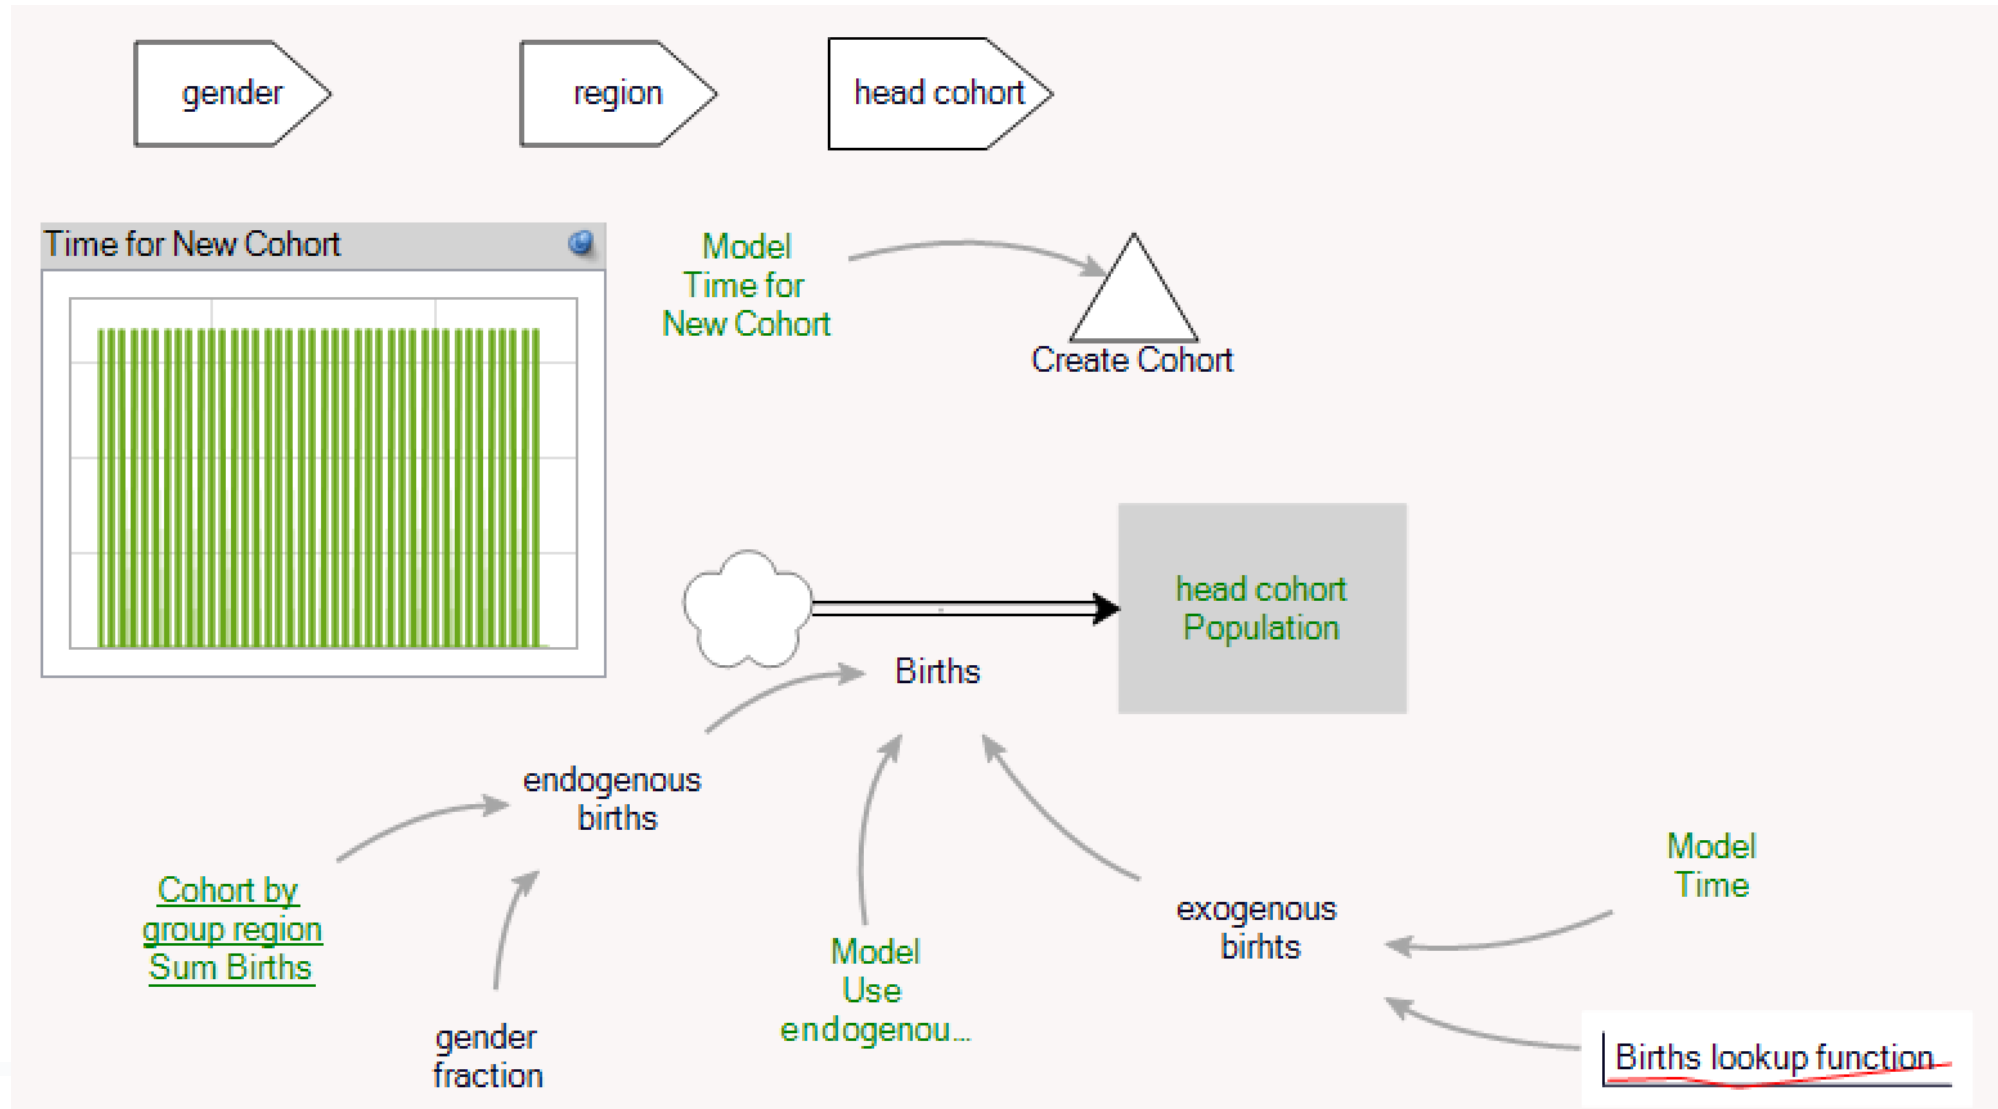 gender
region
head cohort
Time for New Cohort
Model
Time for
New Cohort
Create Cohort
head cohort
Population
Births
endogenous
births
Cohort by
group region
Sum Births
gender
fraction
Model
Use
endogenou...
exogenous
birhts
Model
Time
Births lookup function